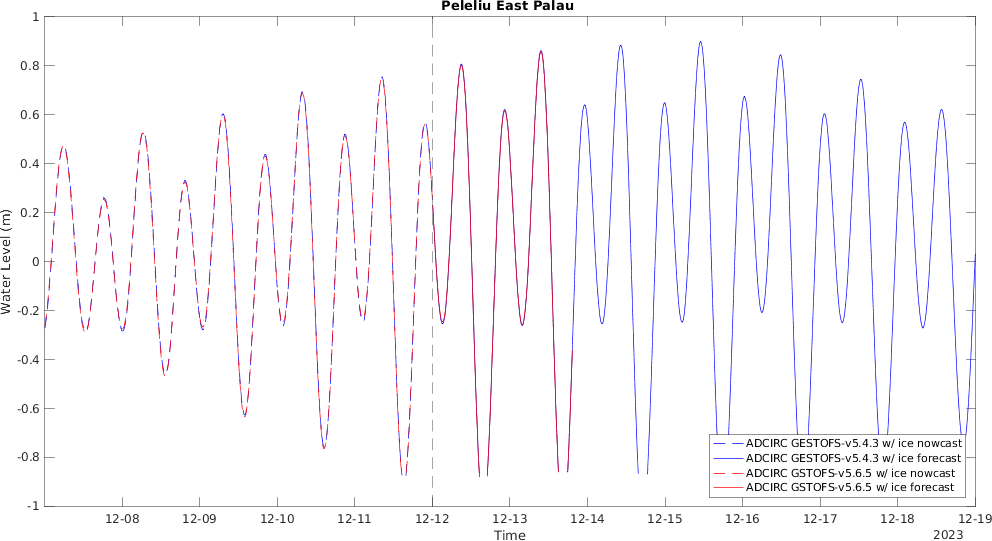 Peleliu East Palau
1
0.8
0.6
0.4
0.2
0
-0.2
-0.4
-0.6
-0.8
-1
Water Level (m)
ADCIRC GESTOFS-v5.4.3 w/ ice nowcast
ADCIRC GESTOFS-v5.4.3 w/ ice forecast
ADCIRC GSTOFS-v5.6.5 w/ ice nowcast
ADCIRC GSTOFS-v5.6.5 w/ ice forecast
12-08 12-09 12-10 12-11 12-12 12-13 12-14 12-15 12-16 12-17 12-18 12-19
Time
2023